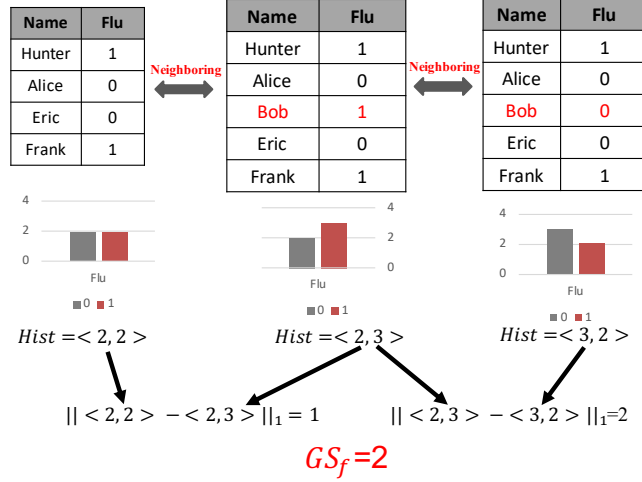 Name Flu
Hunter 1
Alice 0
Eric 0
Frank 1
Neighboring
Name Flu
Hunter 1
Alice 0
Bob 1
Eric 0
Frank 1
Neighboring
Name Flu
Hunter 1
Alice 0
Bob 0
Eric 0
Frank 1
4
2
0
Flu
0 1
Hist =< 2, 2 >
4
2
0
Flu
0 1
Hist =< 2, 3 >
4
2
0
Flu
0 1
Hist =< 3, 2 >
|| < 2, 2 > − < 2, 3 > ||₁ = 1
|| < 2, 3 > − < 3, 2 > ||₁=2
GS_f =2